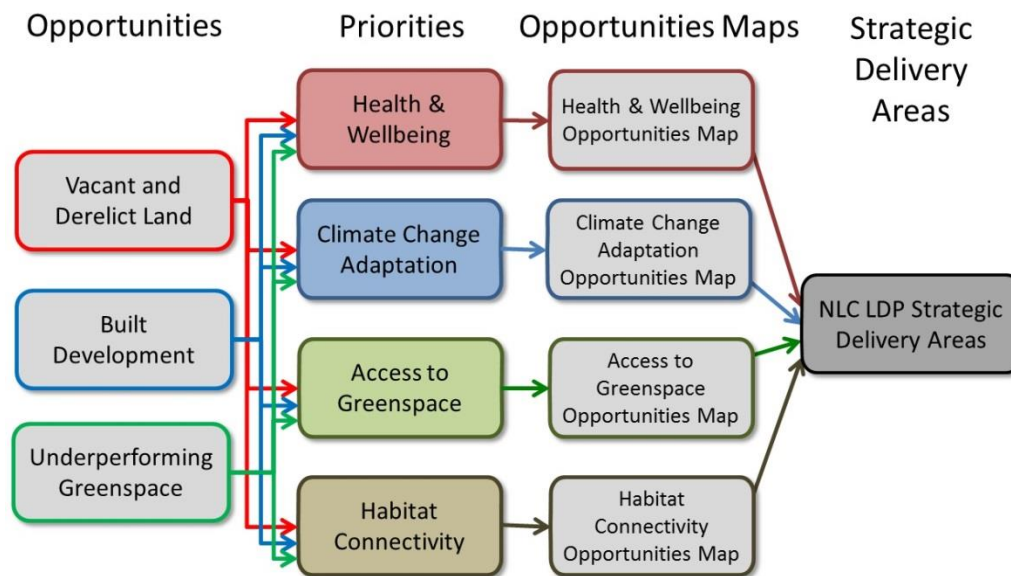 Opportunities
Priorities
Opportunities Maps
Strategic
Delivery
Areas
Vacant and
Derelict Land
Built
Development
Underperforming
Greenspace
Health &
Wellbeing
Climate Change
Adaptation
Access to
Greenspace
Habitat
Connectivity
Health & Wellbeing
Opportunities Map
Climate Change
Adaptation
Opportunities Map
Access to
Greenspace
Opportunities Map
Habitat
Connectivity
Opportunities Map
NLC LDP Strategic
Delivery Areas